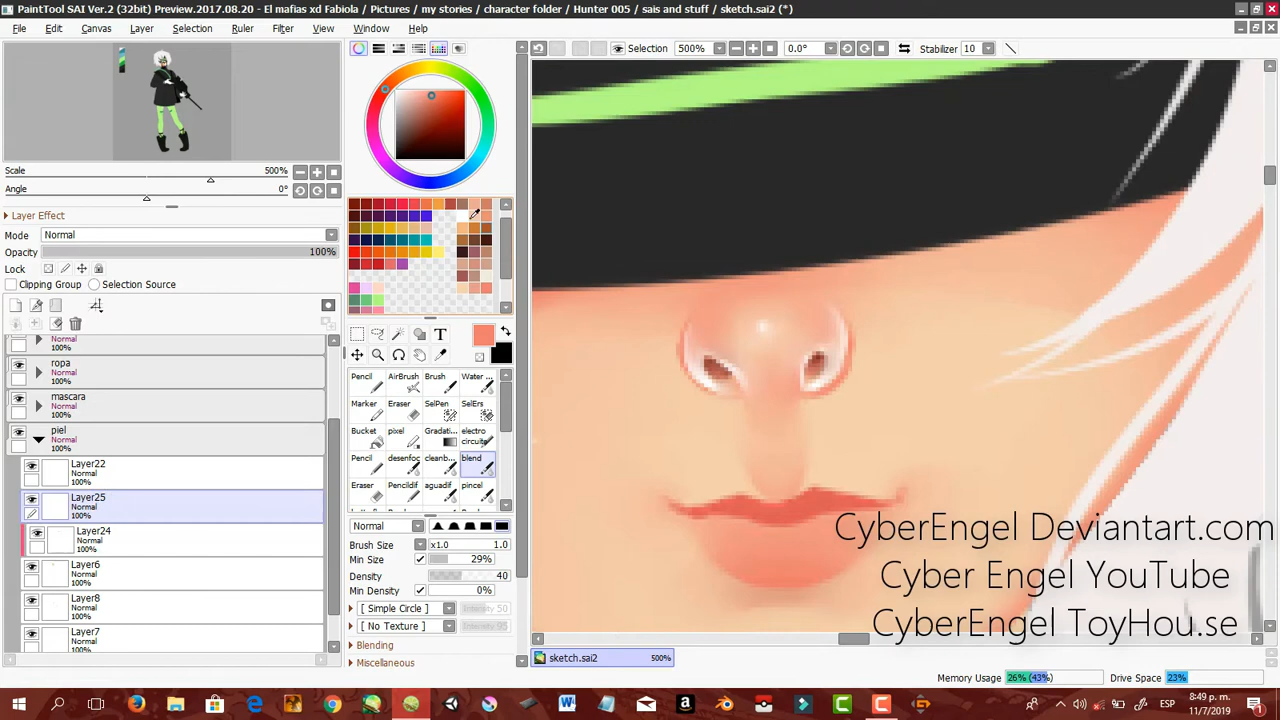 PaintTool SAI Ver.2 (32bit) Preview.2017.08.20 - El mafias xd Fabiola / Pictures / my stories / character folder / Hunter 005 / sais and stuff / sketch.sai2 (*)
File Edit Canvas Layer Selection Ruler Filter View Window Help
Selection 500% 0.0° Stabilizer 10
Scale 500%
Angle 0°
Layer Effect
Mode Normal
Opacity 100%
Lock
Clipping Group Selection Source
Normal
100%
ropa
Normal
100%
mascara
Normal
100%
piel
Normal
100%
Layer22
Normal
100%
Layer25
Normal
100%
Layer24
Normal
100%
Layer6
Normal
100%
Layer8
Normal
100%
Layer7
Normal
100%
T
Pencil AirBrush Brush Water ...
Marker Eraser SelPen SelErs
Bucket pixel Gradati... electro circuito
Pencil desenfoc cleanb... blend
Eraser Pencildif aguadif pincel
Normal
Brush Size x1.0 1.0
Min Size 29%
Density 40
Min Density 0%
[ Simple Circle ] Intensity 50
[ No Texture ] Intensity 95
Blending
Miscellaneous
CyberEngel Deviantart.com
Cyber Engel YouTube
CyberEngel ToyHou.se
sketch.sai2 500%
Memory Usage 26% (43%) Drive Space 23%
ESP 8:49 p. m.
11/7/2019